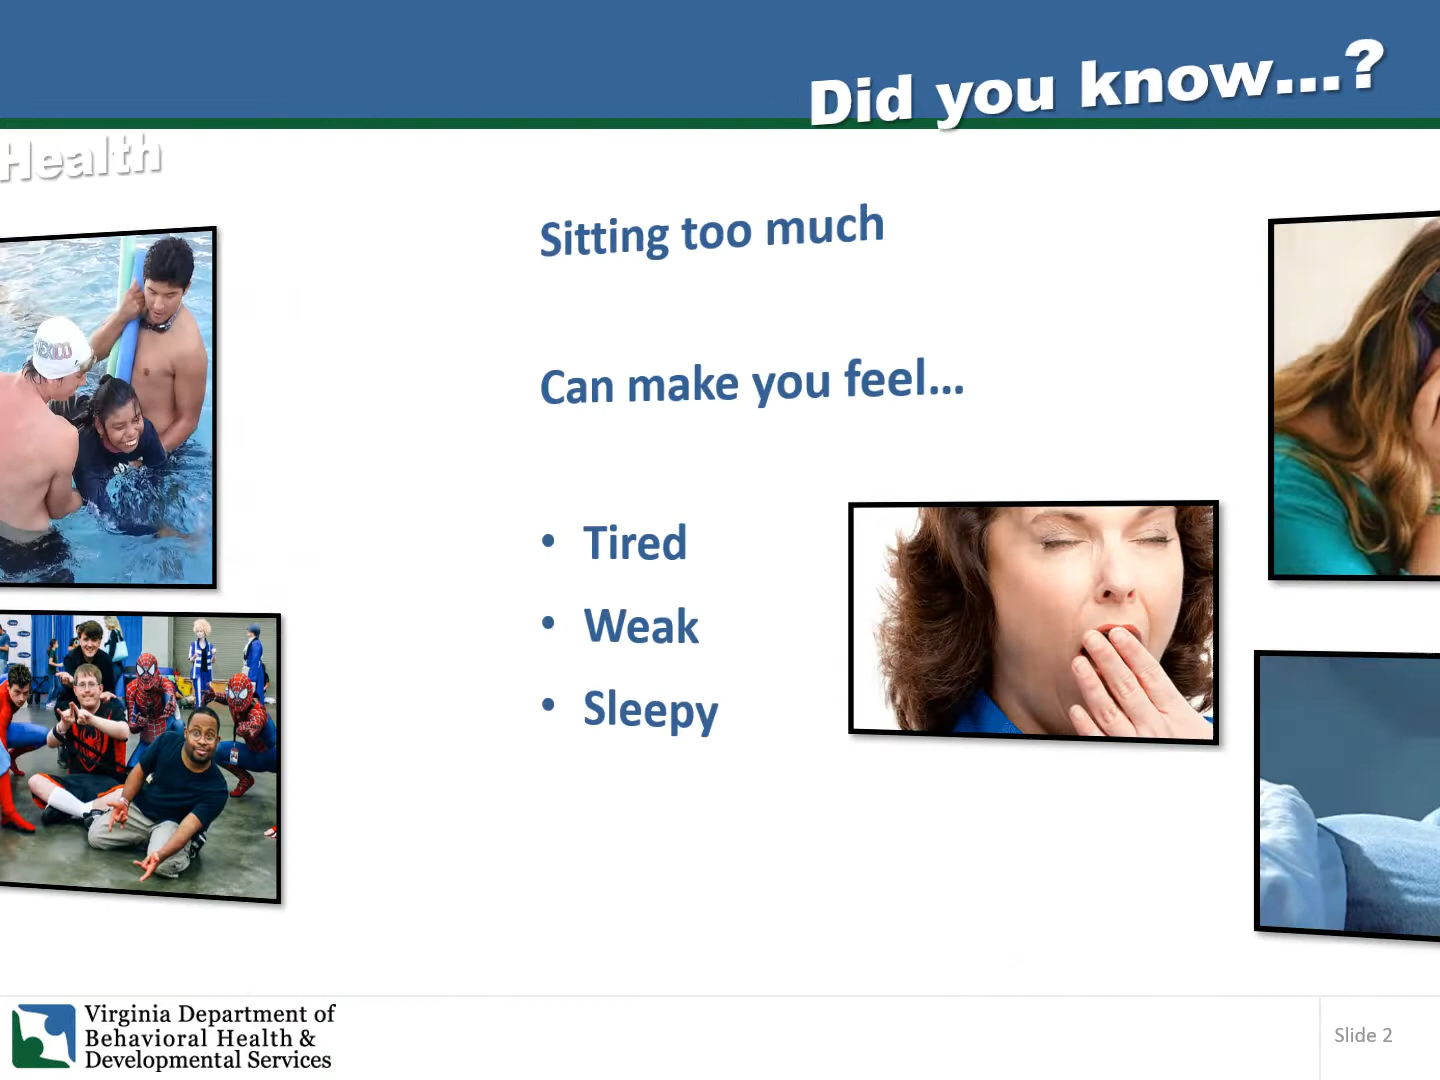 Did you know...?
Health
Sitting too much
MEXICO
Can make you feel...
• Tired
• Weak
• Sleepy
Virginia Department of
Behavioral Health &
Developmental Services
Slide 2